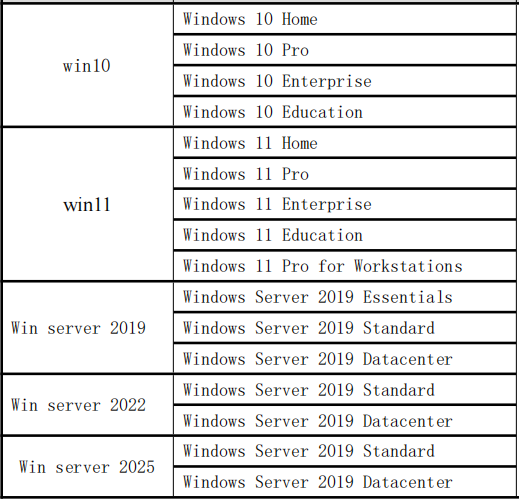 win10
Windows 10 Home
Windows 10 Pro
Windows 10 Enterprise
Windows 10 Education
win11
Windows 11 Home
Windows 11 Pro
Windows 11 Enterprise
Windows 11 Education
Windows 11 Pro for Workstations
Win server 2019
Windows Server 2019 Essentials
Windows Server 2019 Standard
Windows Server 2019 Datacenter
Win server 2022
Windows Server 2019 Standard
Windows Server 2019 Datacenter
Win server 2025
Windows Server 2019 Standard
Windows Server 2019 Datacenter